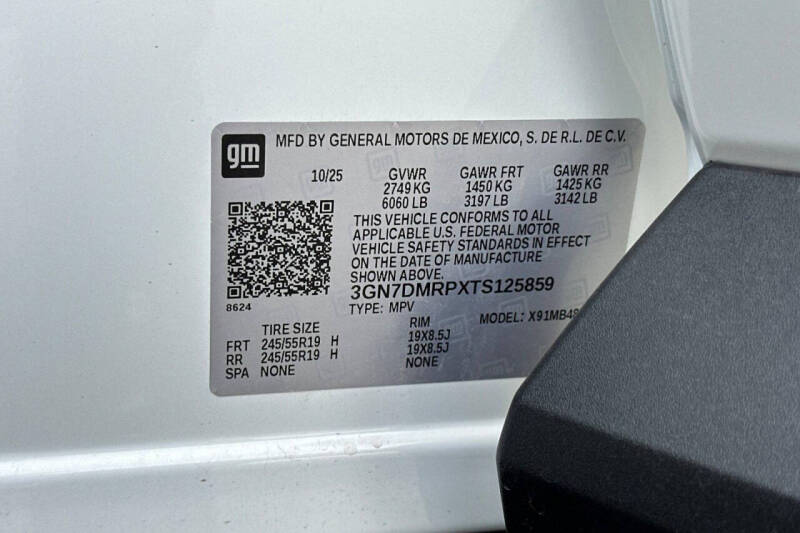 gm
MFD BY GENERAL MOTORS DE MEXICO, S. DE R.L. DE C.V.
10/25 GVWR GAWR FRT GAWR RR
2749 KG 1450 KG 1425 KG
6060 LB 3197 LB 3142 LB
THIS VEHICLE CONFORMS TO ALL
APPLICABLE U.S. FEDERAL MOTOR
VEHICLE SAFETY STANDARDS IN EFFECT
ON THE DATE OF MANUFACTURE
SHOWN ABOVE.
3GN7DMRPXTS125859
8624
TYPE: MPV MODEL: X91MB48
TIRE SIZE RIM
FRT 245/55R19 H 19X8.5J
RR 245/55R19 H 19X8.5J
SPA NONE NONE